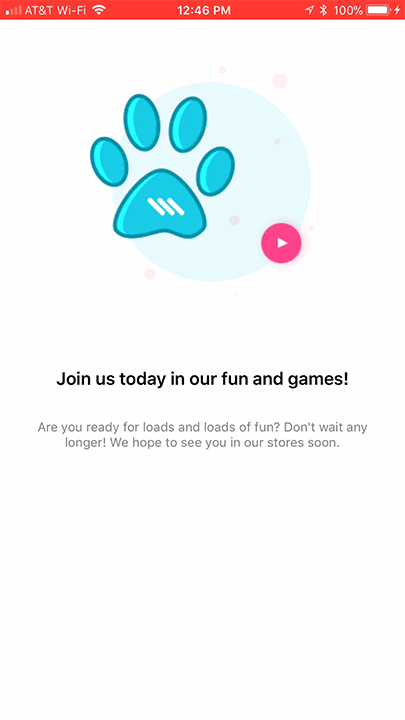 AT&T Wi-Fi 12:46 PM 100%
Join us today in our fun and games!
Are you ready for loads and loads of fun? Don't wait any
longer! We hope to see you in our stores soon.